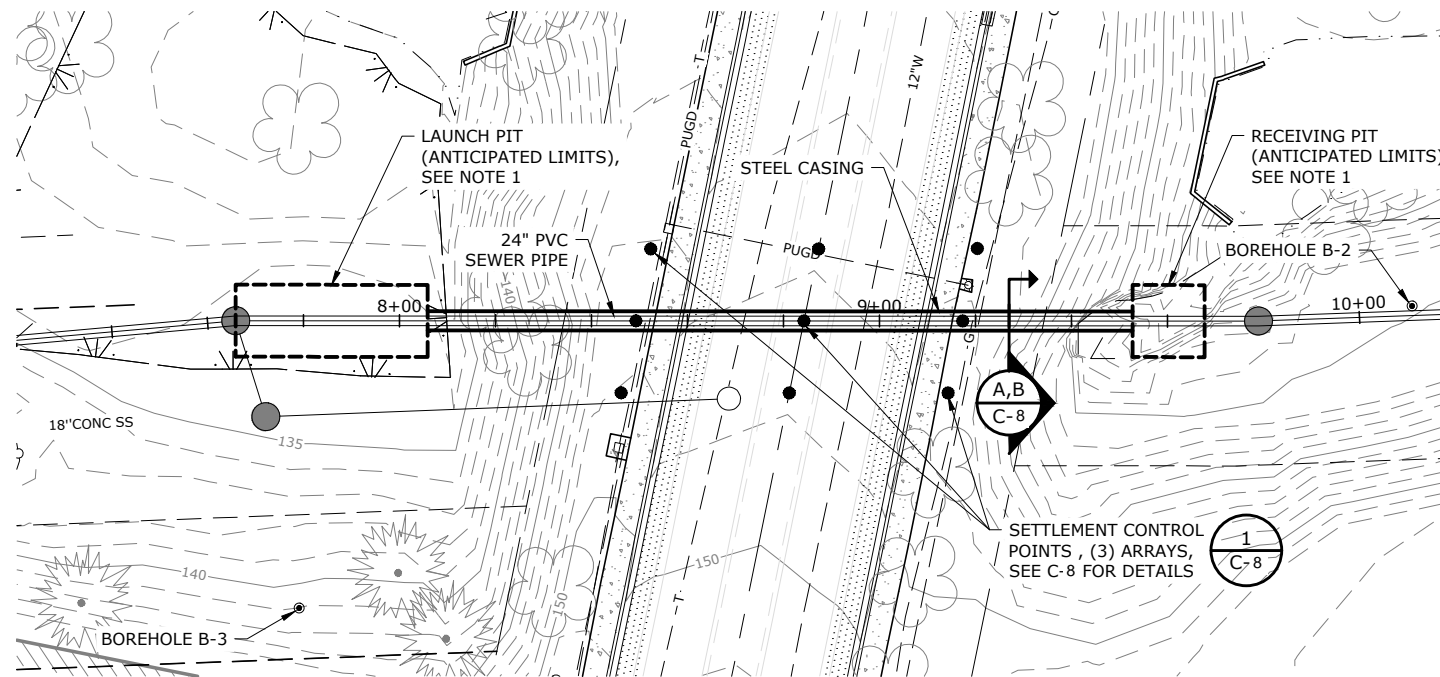 12"W
T
PUGD
LAUNCH PIT
(ANTICIPATED LIMITS),
SEE NOTE 1
STEEL CASING
RECEIVING PIT
(ANTICIPATED LIMITS)
SEE NOTE 1
24" PVC
SEWER PIPE
PUGD
BOREHOLE B-2
140
8+00
9+00
10+00
G
A,B
C-8
18"CONC SS
135
SETTLEMENT CONTROL
POINTS , (3) ARRAYS,
SEE C-8 FOR DETAILS
1
C-8
150
140
150
T
BOREHOLE B-3